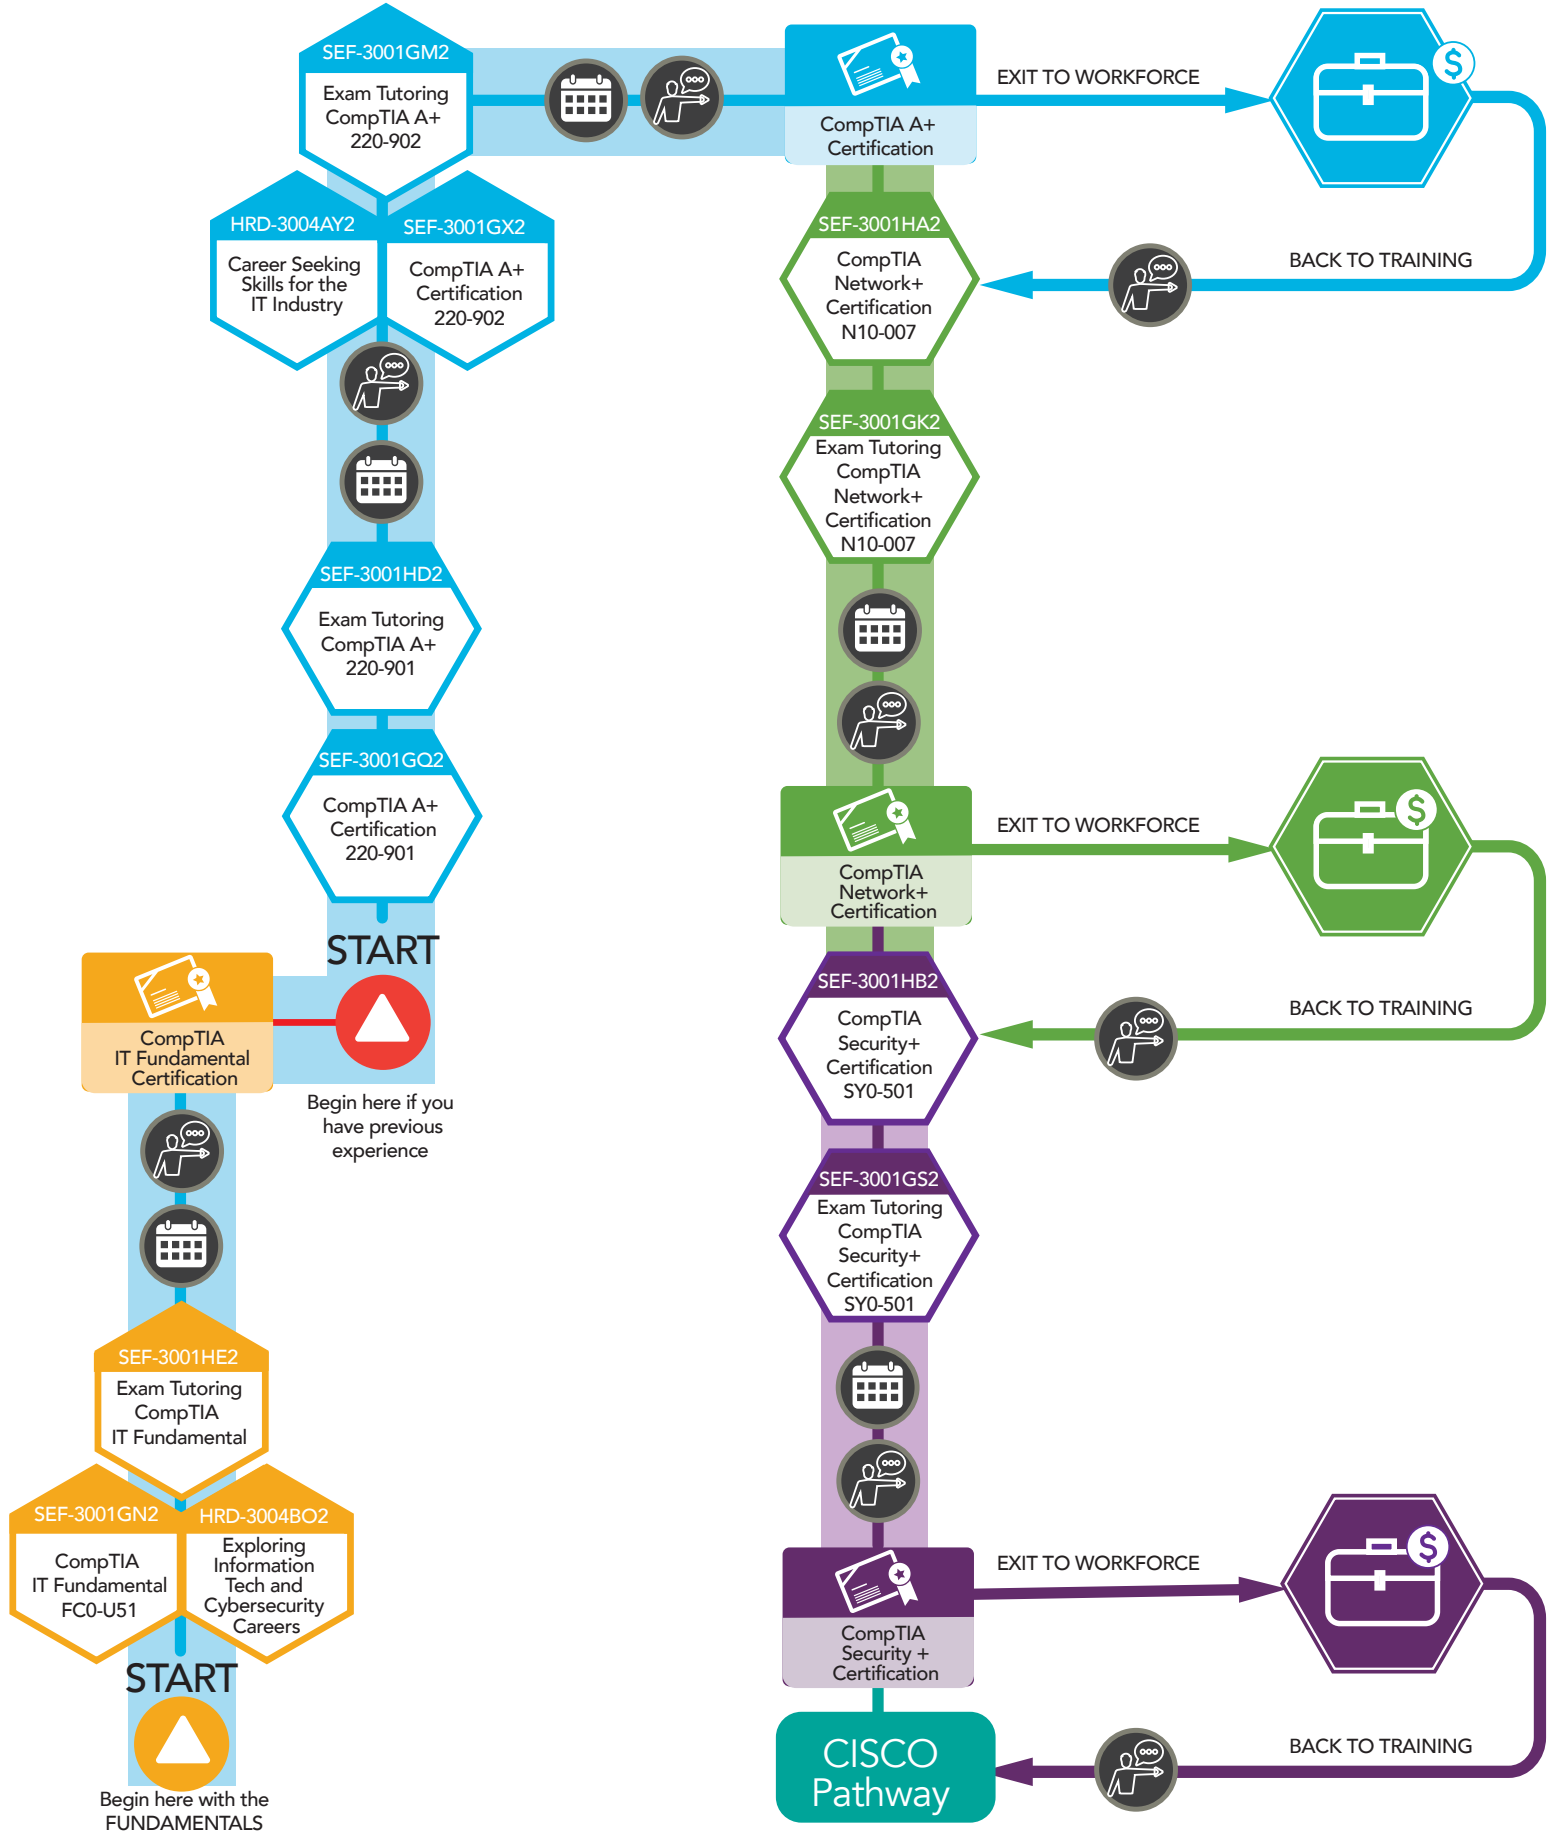 SEF-3001GM2
Exam Tutoring
CompTIA A+
220-902
HRD-3004AY2
Career Seeking
Skills for the
IT Industry
SEF-3001GX2
CompTIA A+
Certification
220-902
SEF-3001HD2
Exam Tutoring
CompTIA A+
220-901
SEF-3001GQ2
CompTIA A+
Certification
220-901
START
Begin here if you
have previous
experience
CompTIA
IT Fundamental
Certification
SEF-3001HE2
Exam Tutoring
CompTIA
IT Fundamental
SEF-3001GN2
CompTIA
IT Fundamental
FC0-U51
HRD-3004BO2
Exploring
Information
Tech and
Cybersecurity
Careers
START
Begin here with the
FUNDAMENTALS
CompTIA A+
Certification
EXIT TO WORKFORCE
$
BACK TO TRAINING
SEF-3001HA2
CompTIA
Network+
Certification
N10-007
SEF-3001GK2
Exam Tutoring
CompTIA
Network+
Certification
N10-007
CompTIA
Network+
Certification
EXIT TO WORKFORCE
$
BACK TO TRAINING
SEF-3001HB2
CompTIA
Security+
Certification
SY0-501
SEF-3001GS2
Exam Tutoring
CompTIA
Security+
Certification
SY0-501
CompTIA
Security +
Certification
EXIT TO WORKFORCE
$
BACK TO TRAINING
CISCO
Pathway